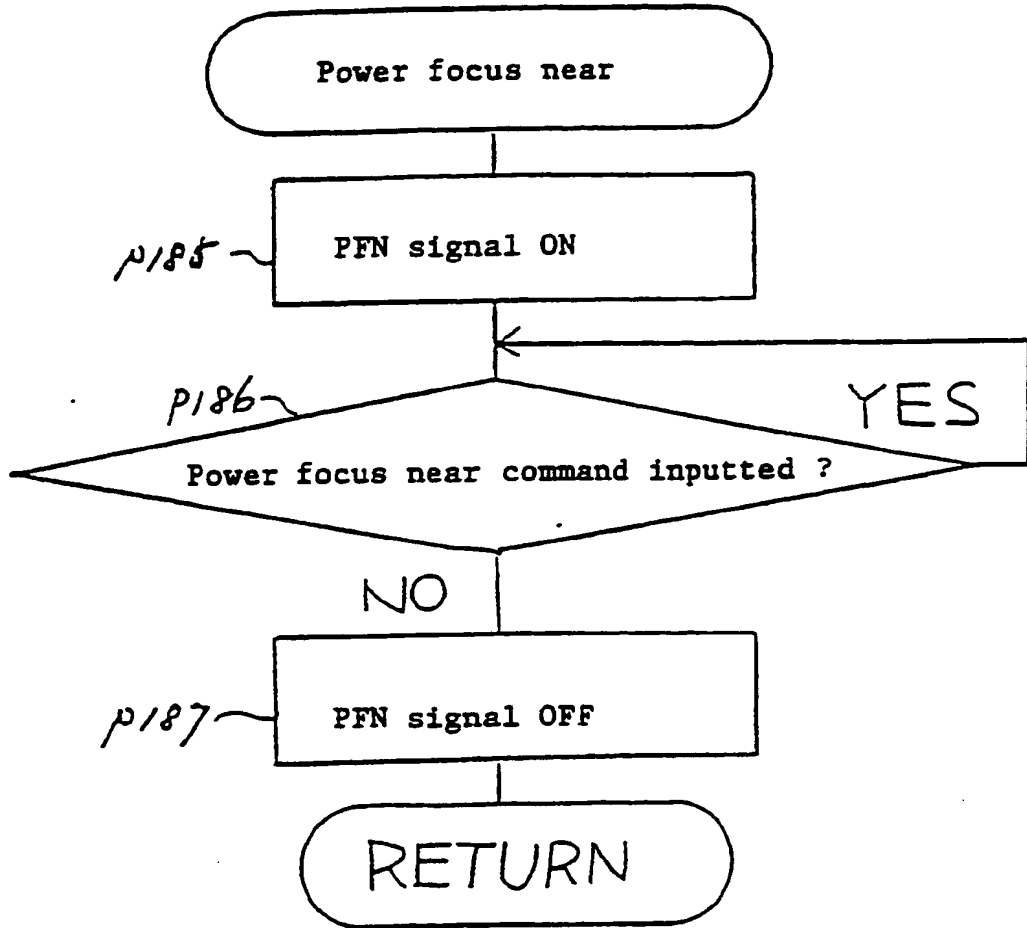 Power focus near
PFN signal ON
P185
P186
YES
Power focus near command inputted ?
NO
PFN signal OFF
P187
RETURN